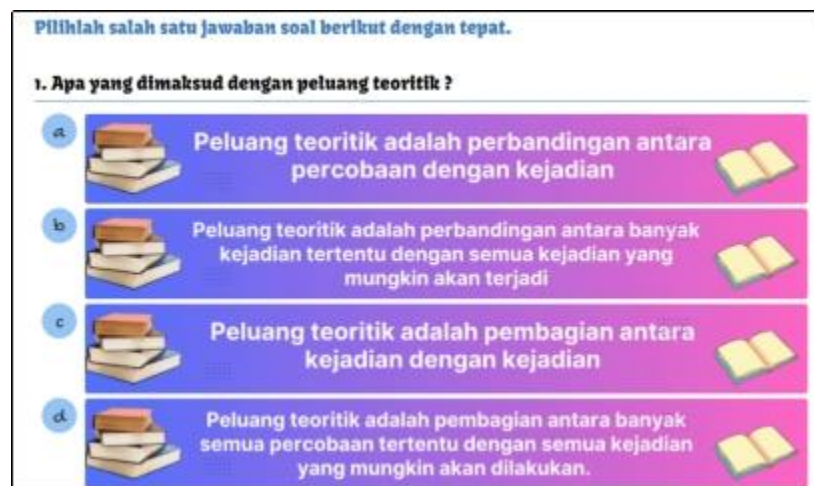 Pilihlah salah satu jawaban soal berikut dengan tepat.
1. Apa yang dimaksud dengan peluang teoritik ?
a
Peluang teoritik adalah perbandingan antara
percobaan dengan kejadian
b
Peluang teoritik adalah perbandingan antara banyak
kejadian tertentu dengan semua kejadian yang
mungkin akan terjadi
c
Peluang teoritik adalah pembagian antara
kejadian dengan kejadian
d
Peluang teoritik adalah pembagian antara banyak
semua percobaan tertentu dengan semua kejadian
yang mungkin akan dilakukan.